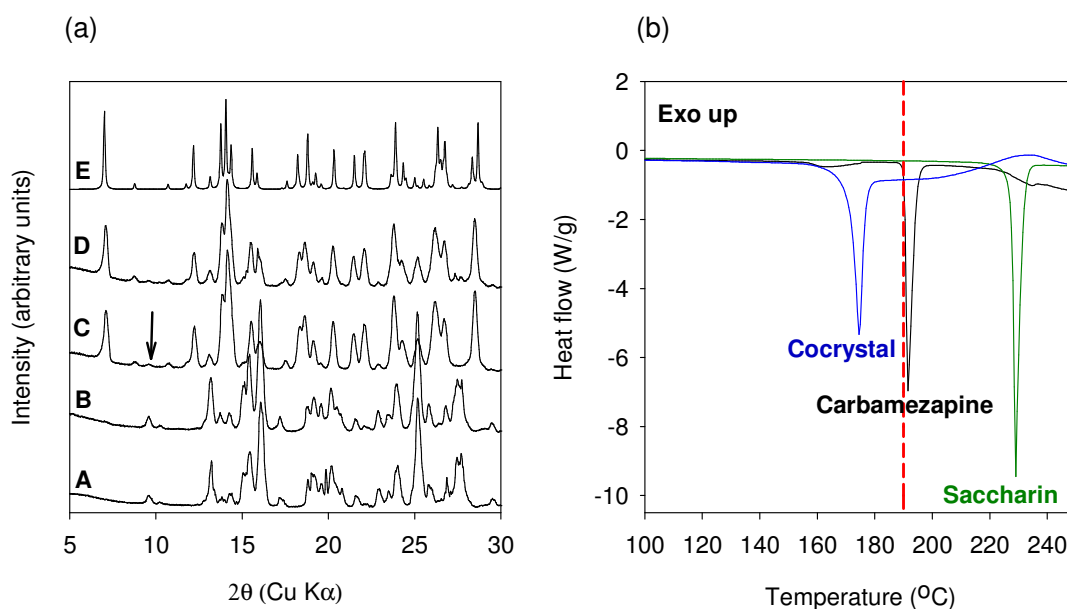 (a)
E
D
C
B
A
Intensity (arbitrary units)
5 10 15 20 25 30
2θ (Cu Kα)
(b)
Exo up
2
0
-2
-4
-6
-8
-10
Cocrystal
Carbamezapine
Saccharin
Heat flow (W/g)
100 120 140 160 180 200 220 240
Temperature (ºC)